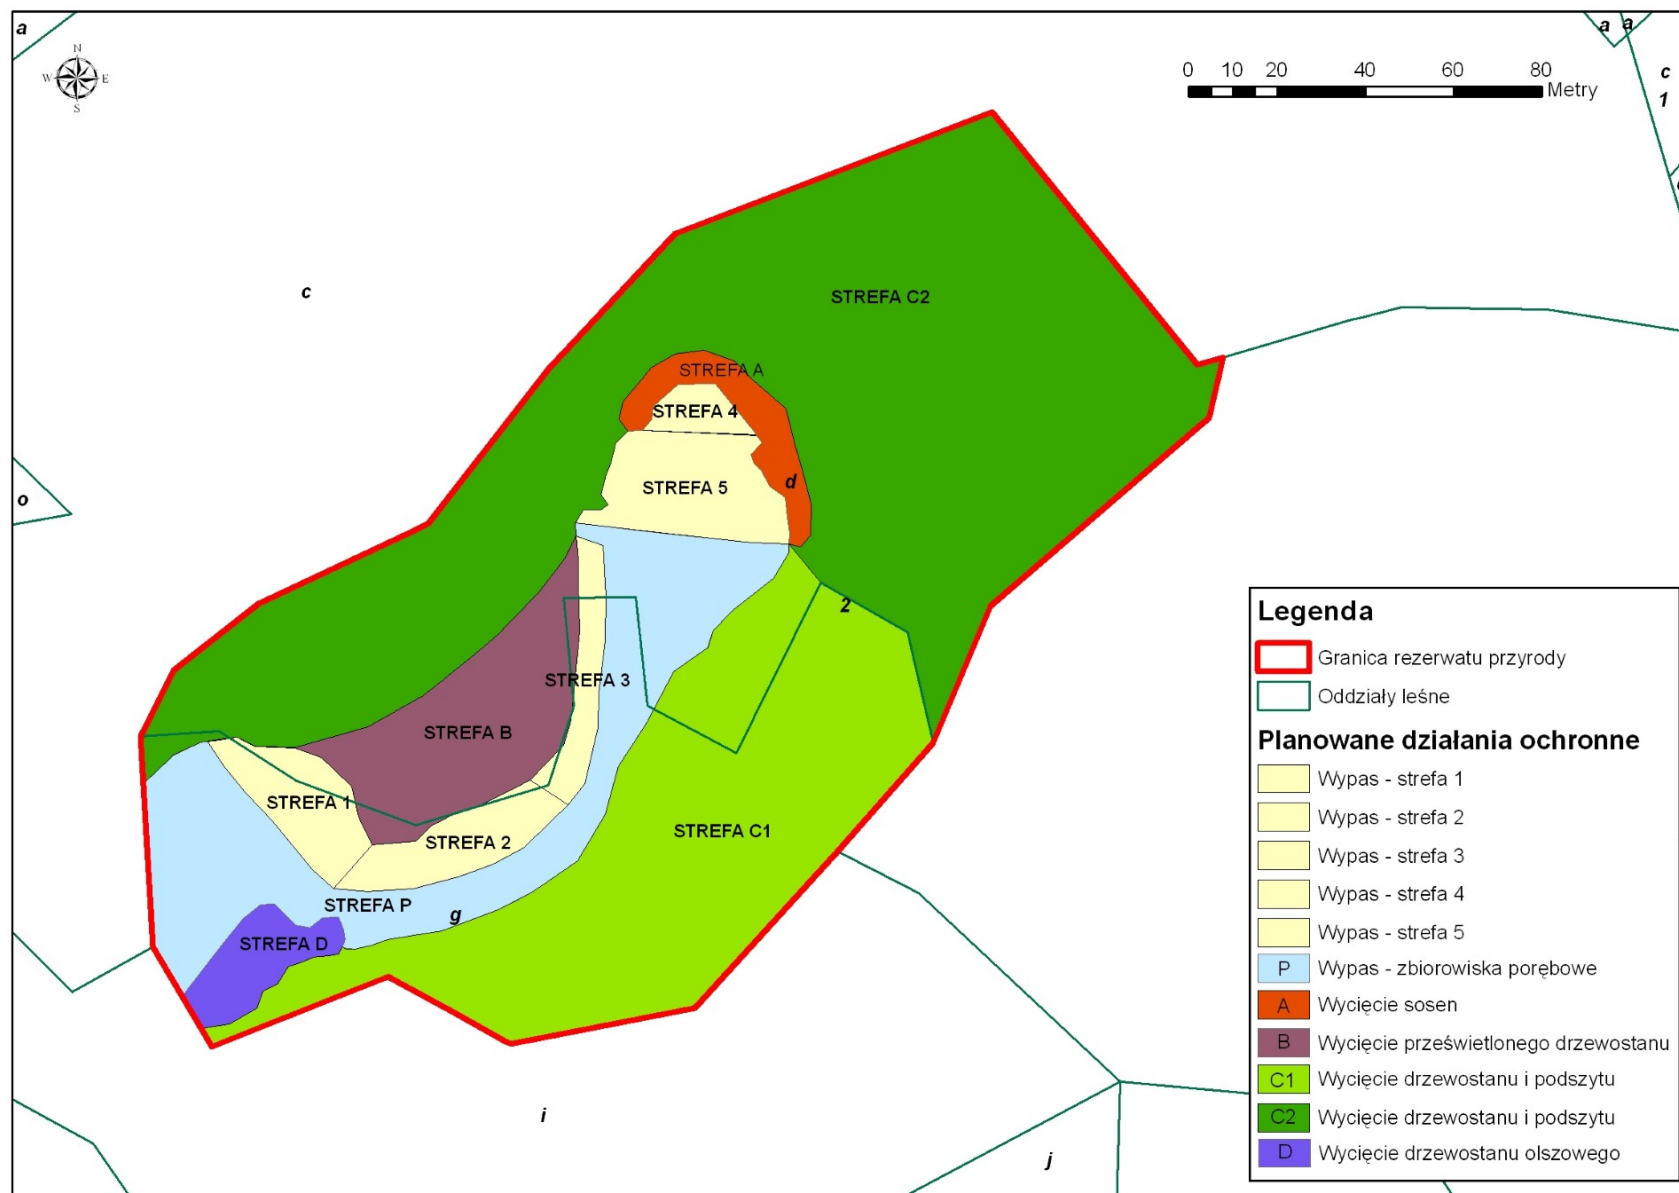 a
a a
N
W E
S
0 10 20 40 60 80
Metry
c
1
c
STREFA C2
STREFA A
STREFA 4
d
STREFA 5
o
2
STREFA 3
STREFA B
STREFA 1
STREFA 2
STREFA C1
STREFA P
g
STREFA D
i
j
Legenda
Granica rezerwatu przyrody
Oddziały leśne
Planowane działania ochronne
Wypas - strefa 1
Wypas - strefa 2
Wypas - strefa 3
Wypas - strefa 4
Wypas - strefa 5
P Wypas - zbiorowiska porębowe
A Wycięcie sosen
B Wycięcie prześwietlonego drzewostanu
C1 Wycięcie drzewostanu i podszytu
C2 Wycięcie drzewostanu i podszytu
D Wycięcie drzewostanu olszowego